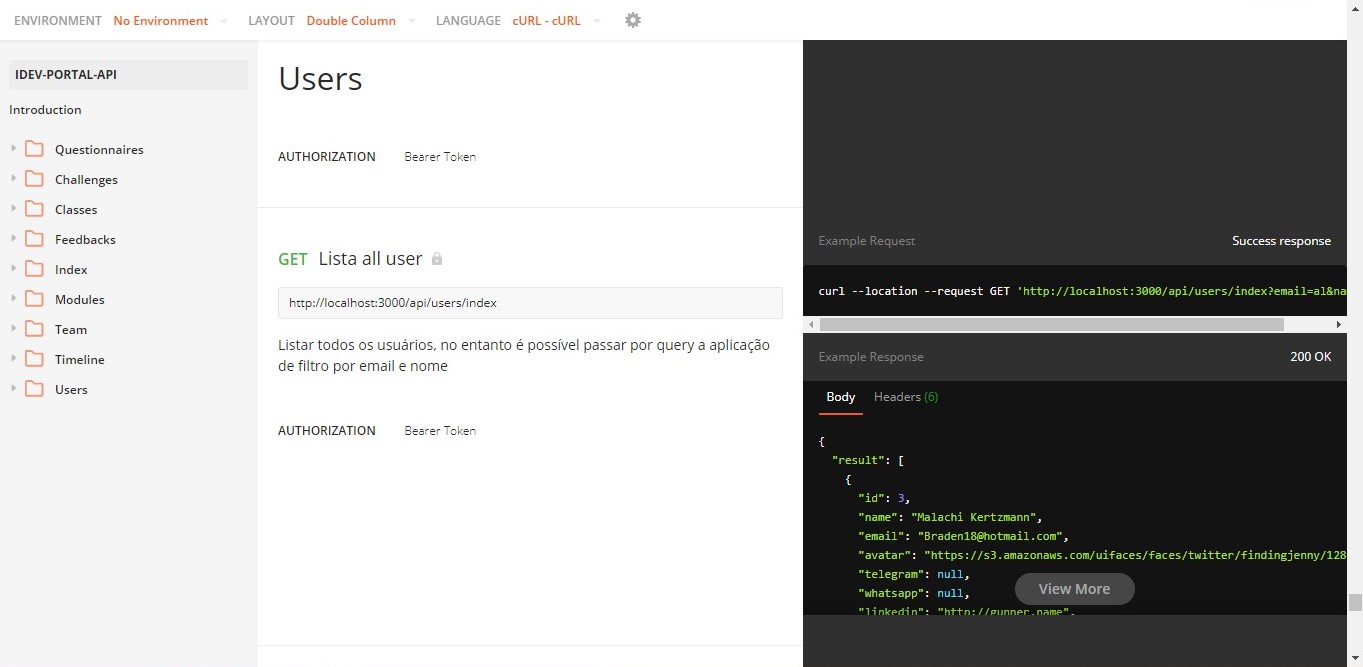 ENVIRONMENT No Environment LAYOUT Double Column LANGUAGE cURL - cURL
IDEV-PORTAL-API
Introduction
Questionnaires
Challenges
Classes
Feedbacks
Index
Modules
Team
Timeline
Users
Users
AUTHORIZATION Bearer Token
GET Lista all user
http://localhost:3000/api/users/index
Listar todos os usuários, no entanto é possível passar por query a aplicação
de filtro por email e nome
AUTHORIZATION Bearer Token
Example Request Success response
curl --location --request GET 'http://localhost:3000/api/users/index?email=al&na
Example Response 200 OK
Body Headers (6)
{
"result": [
{
"id": 3,
"name": "Malachi Kertzmann",
"email": "Braden18@hotmail.com",
"avatar": "https://s3.amazonaws.com/uifaces/faces/twitter/findingjenny/128
"telegram": null,
"whatsapp": null,
"linkedin": "http://gunner.name",
View More